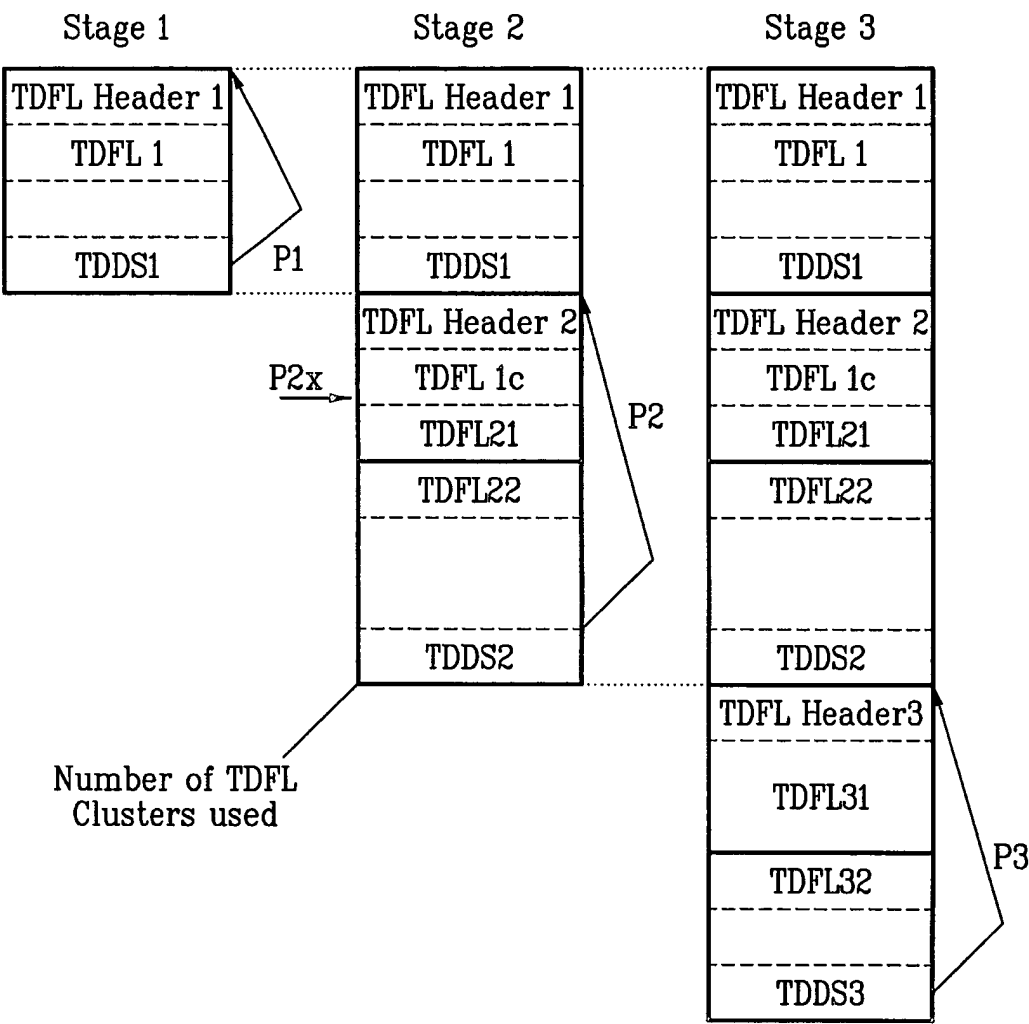 Stage 1
Stage 2
Stage 3
TDFL Header 1
TDFL 1
TDDS1
P1
TDFL Header 1
TDFL 1
TDDS1
TDFL Header 2
P2x
TDFL 1c
TDFL21
TDFL22
TDDS2
P2
Number of TDFL
Clusters used
TDFL Header 1
TDFL 1
TDDS1
TDFL Header 2
TDFL 1c
TDFL21
TDFL22
TDDS2
TDFL Header3
TDFL31
TDFL32
TDDS3
P3